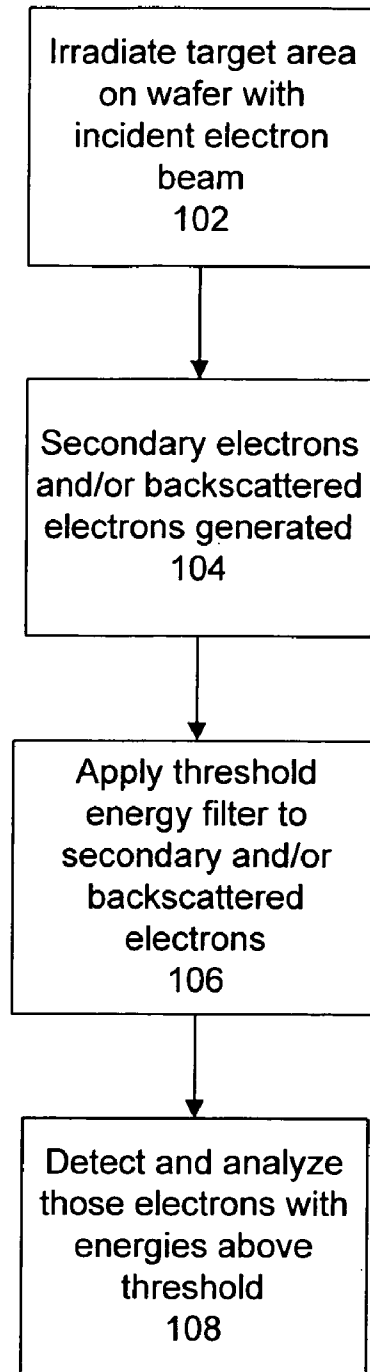 Irradiate target area
on wafer with
incident electron
beam
102
Secondary electrons
and/or backscattered
electrons generated
104
Apply threshold
energy filter to
secondary and/or
backscattered
electrons
106
Detect and analyze
those electrons with
energies above
threshold
108